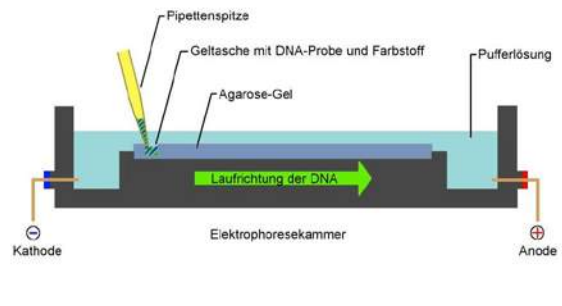 Pipettenspitze
Geltasche mit DNA-Probe und Farbstoff
Pufferlösung
Agarose-Gel
Laufrichtung der DNA
Elektrophoresekammer
⊖
Kathode
⊕
Anode